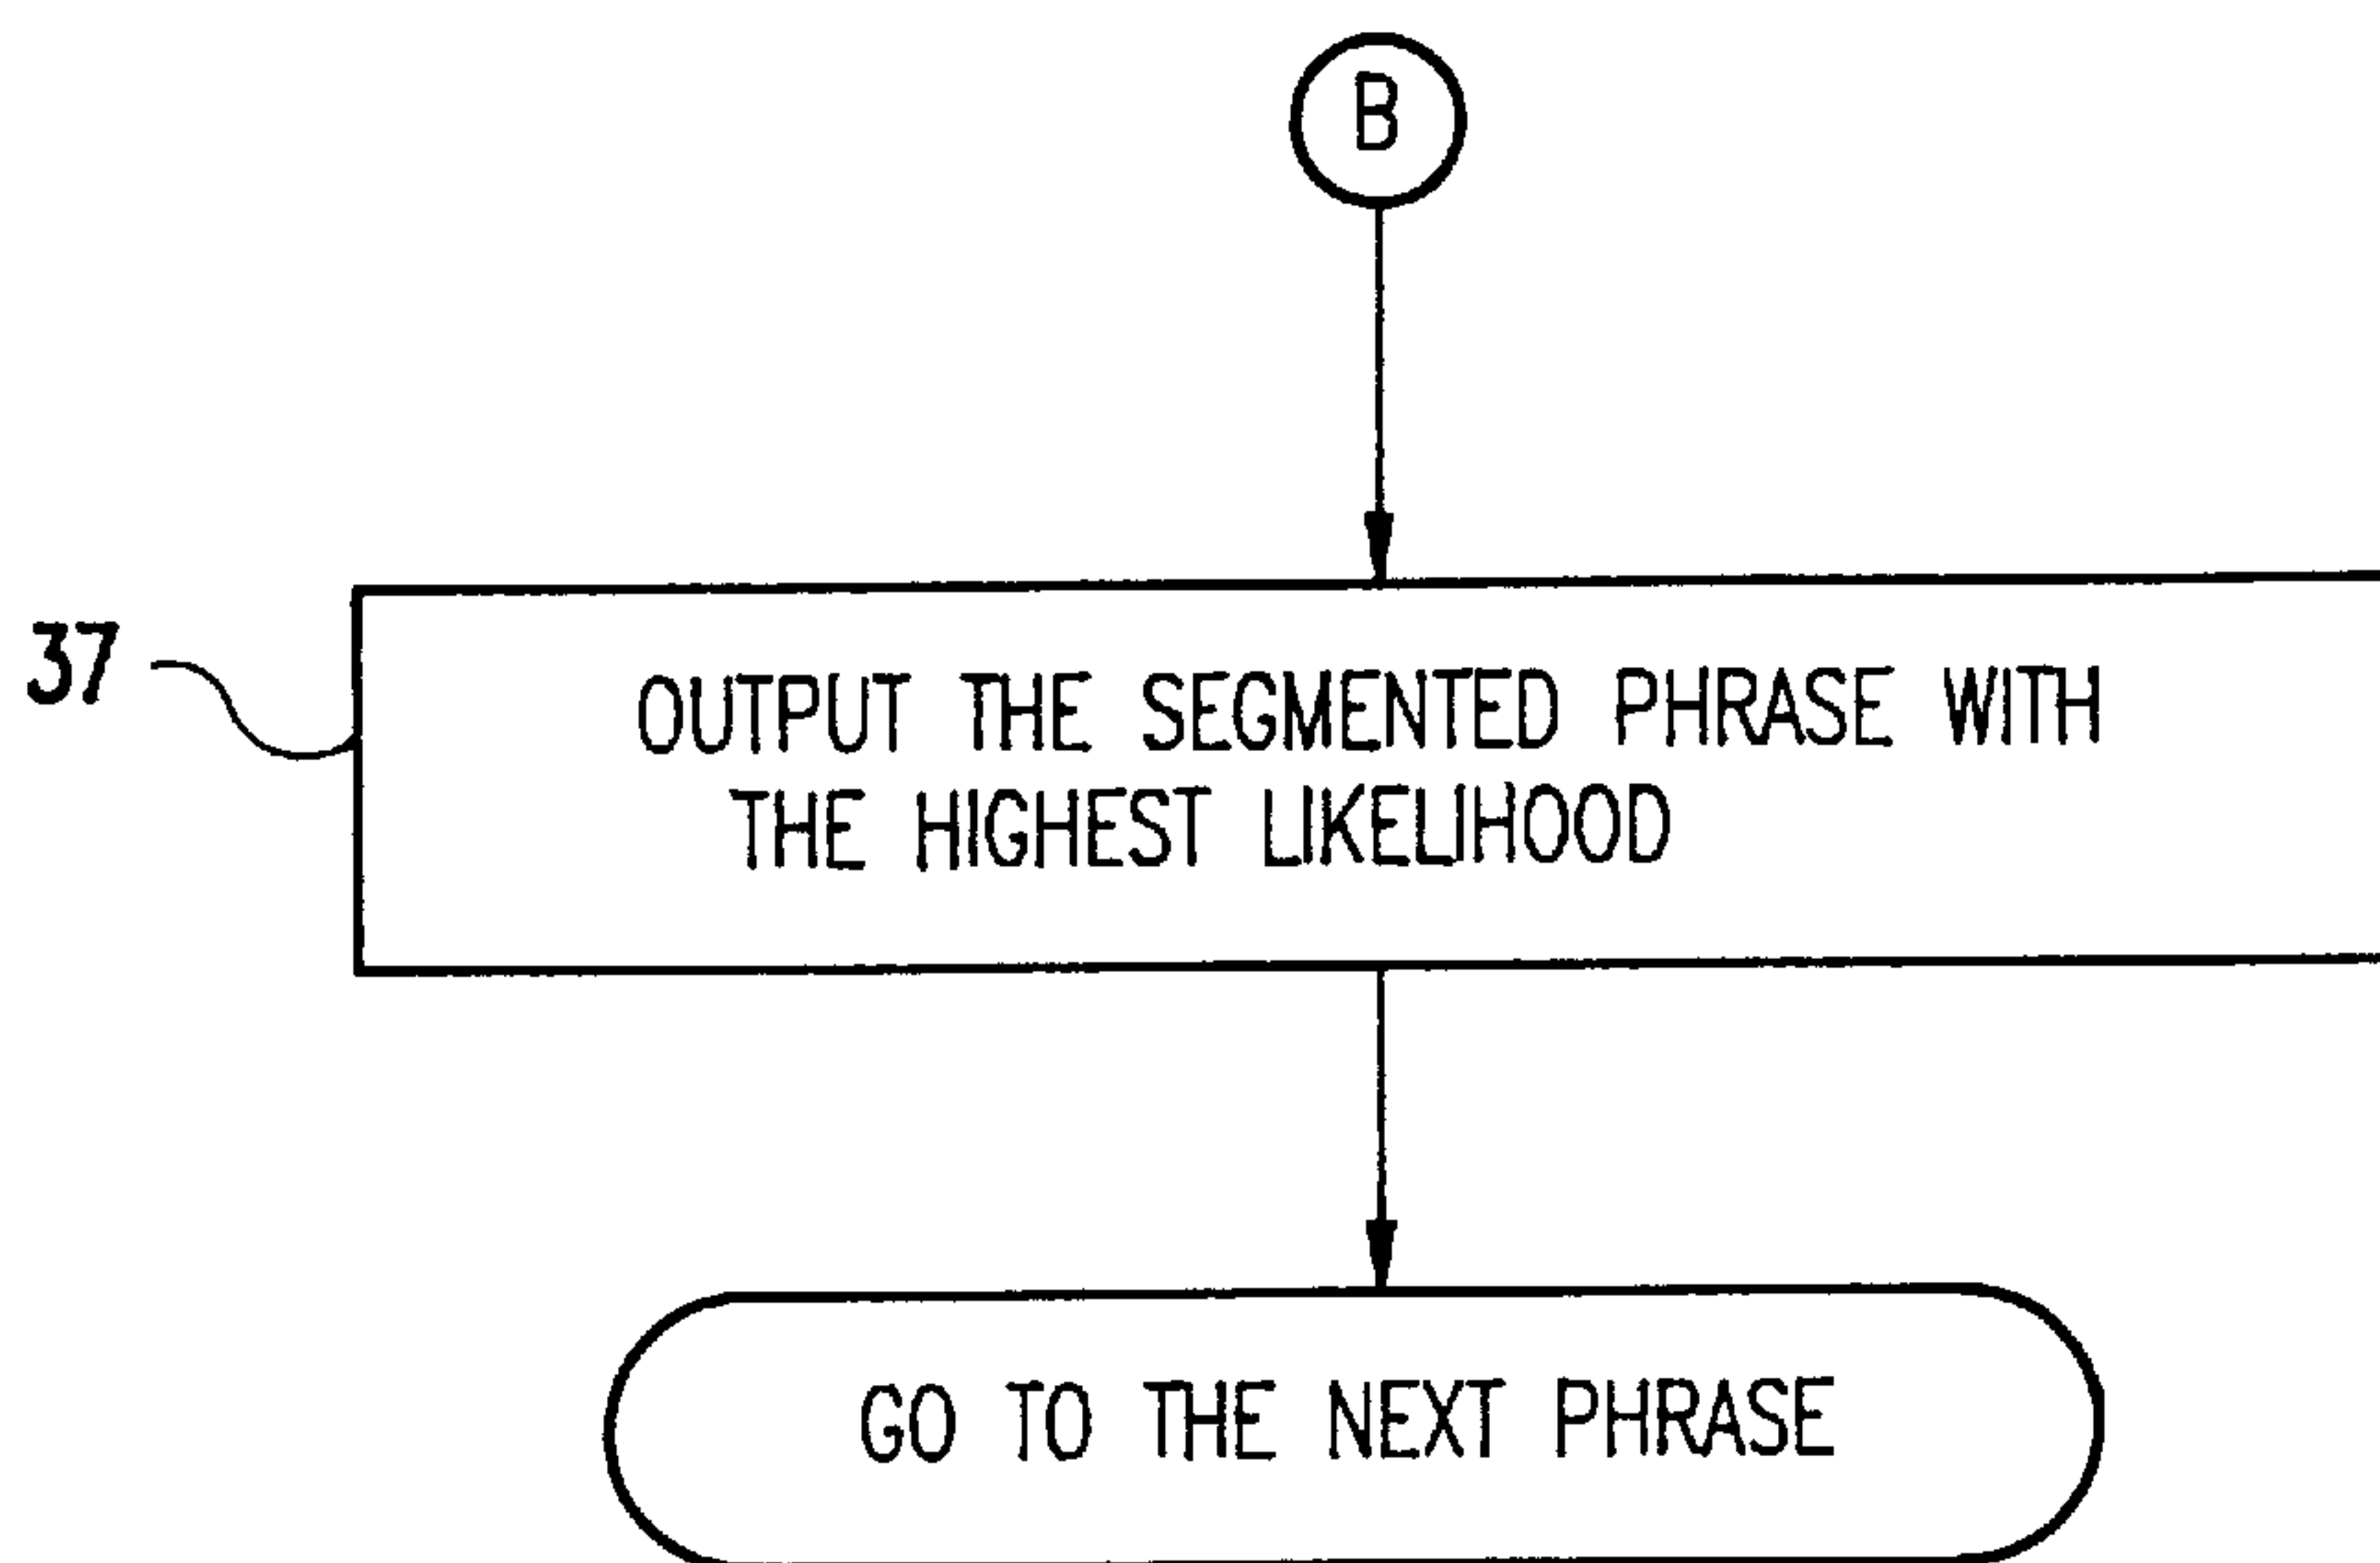 B
37
OUTPUT THE SEGMENTED PHRASE WITH
THE HIGHEST LIKELIHOOD
GO TO THE NEXT PHRASE